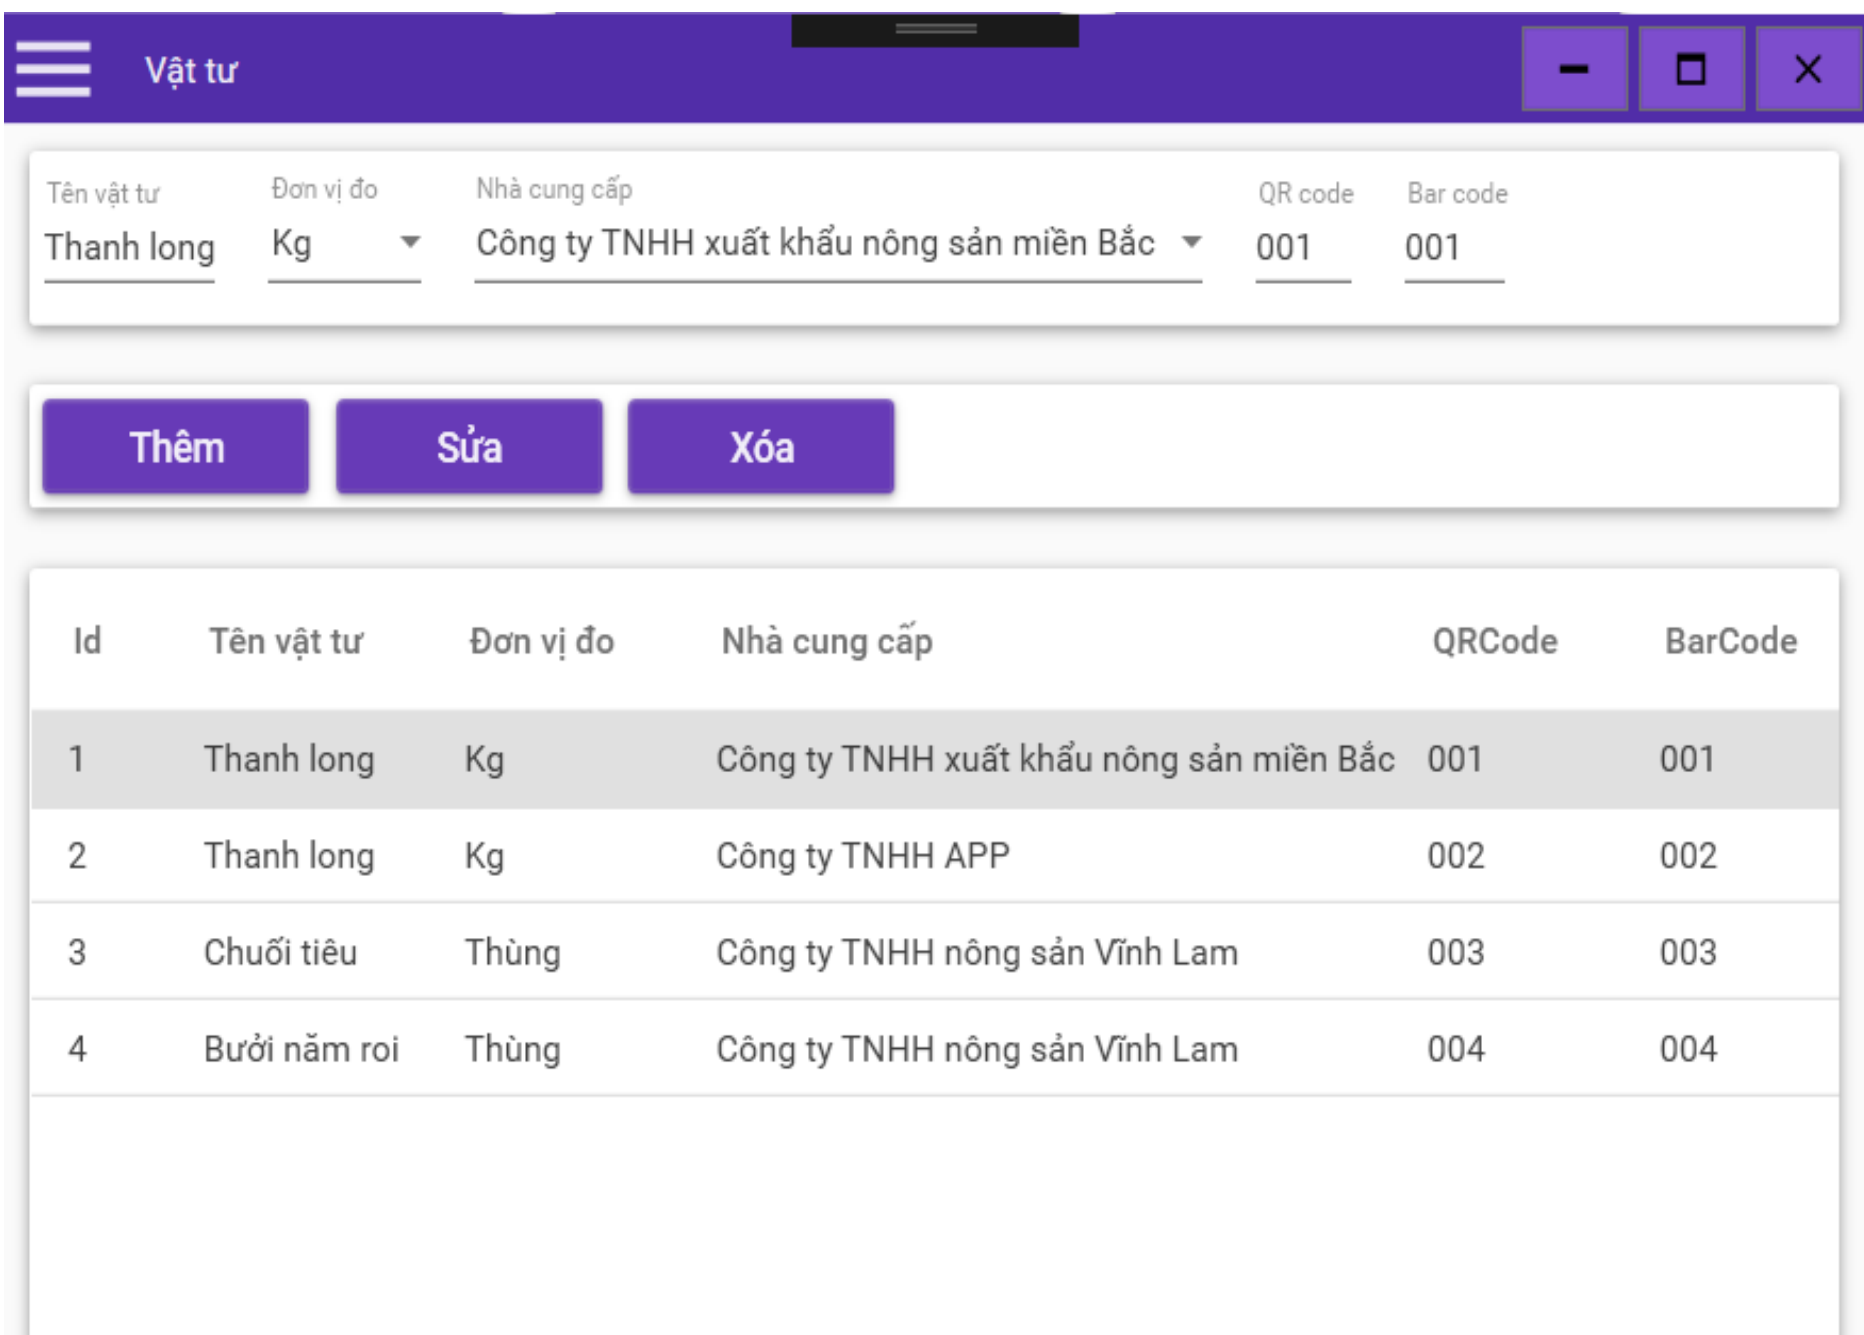 Vật tư
Tên vật tư Đơn vị đo Nhà cung cấp QR code Bar code
Thanh long Kg Công ty TNHH xuất khẩu nông sản miền Bắc 001 001
Thêm Sửa Xóa
Id Tên vật tư Đơn vị đo Nhà cung cấp QRCode BarCode
1 Thanh long Kg Công ty TNHH xuất khẩu nông sản miền Bắc 001 001
2 Thanh long Kg Công ty TNHH APP 002 002
3 Chuối tiêu Thùng Công ty TNHH nông sản Vĩnh Lam 003 003
4 Bưởi năm roi Thùng Công ty TNHH nông sản Vĩnh Lam 004 004